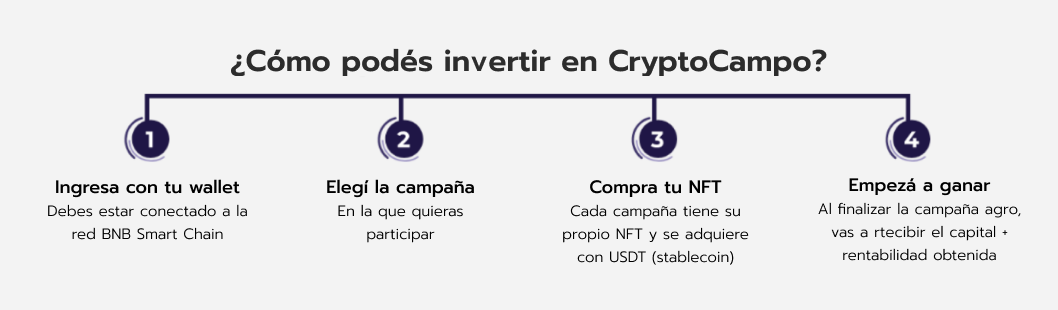 ¿Cómo podés invertir en CryptoCampo?
1
Ingresa con tu wallet
Debes estar conectado a la
red BNB Smart Chain
2
Elegí la campaña
En la que quieras
participar
3
Compra tu NFT
Cada campaña tiene su
propio NFT y se adquiere
con USDT (stablecoin)
4
Empezá a ganar
Al finalizar la campaña agro,
vas a rtecibir el capital +
rentabilidad obtenida